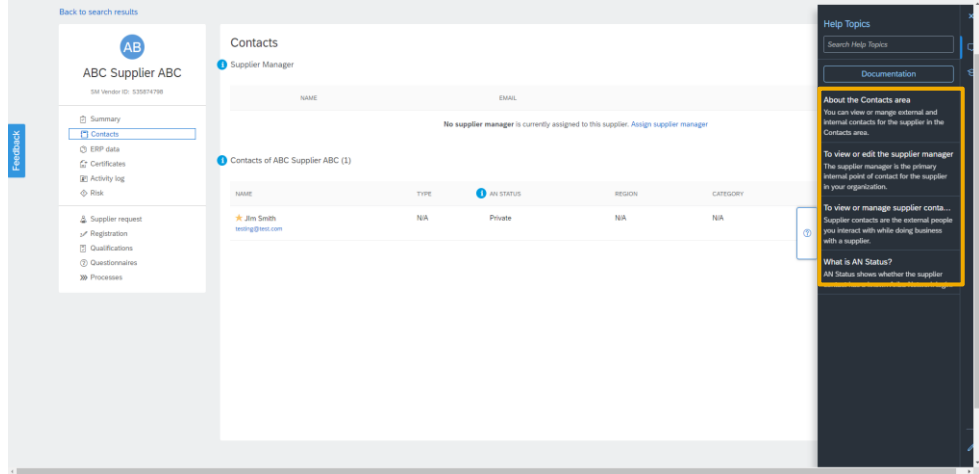 Back to search results
AB
ABC Supplier ABC
SM Vendor ID: S35974798
Summary
Contacts
ERP data
Certificates
Activity log
Risk
Supplier request
Registration
Qualifications
Questionnaires
Processes
Feedback
Contacts
Supplier Manager
NAME EMAIL
No supplier manager is currently assigned to this supplier. Assign supplier manager
Contacts of ABC Supplier ABC (1)
NAME TYPE AN STATUS REGION CATEGORY
Jim Smith N/A Private N/A N/A
testing@test.com
Help Topics
Search Help Topics
Documentation
About the Contacts area
You can view or mange external and
internal contacts for the supplier in the
Contacts area.
To view or edit the supplier manager
The supplier manager is the primary
internal point of contact for the supplier
in your organization.
To view or manage supplier conta...
Supplier contacts are the external people
you interact with while doing business
with a supplier.
What is AN Status?
AN Status shows whether the supplier